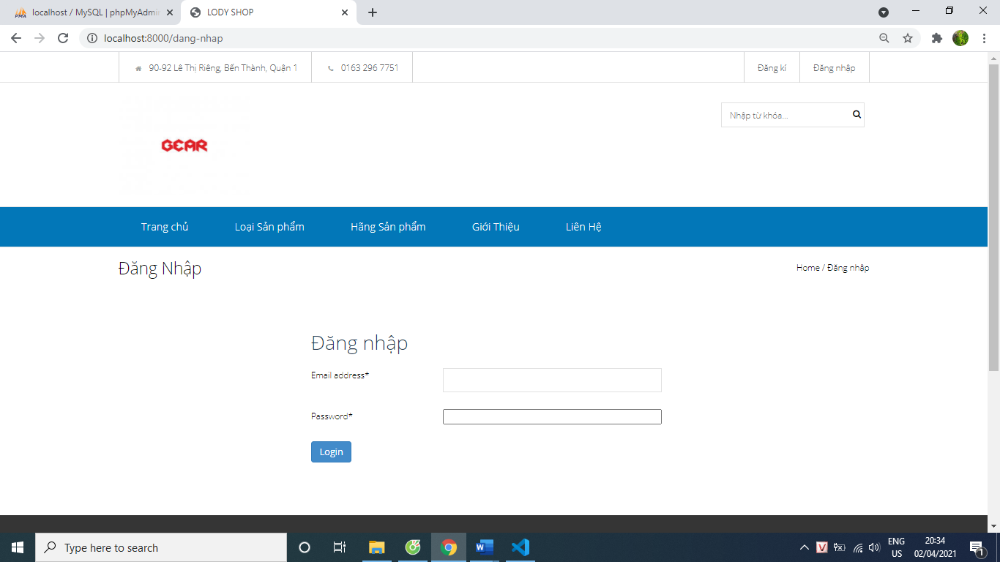 localhost / MySQL | phpMyAdmin
LODY SHOP
localhost:8000/dang-nhap
90-92 Lê Thị Riêng, Bến Thành, Quận 1
0163 296 7751
Đăng kí
Đăng nhập
GEAR
Nhập từ khóa...
Trang chủ
Loại Sản phẩm
Hãng Sản phẩm
Giới Thiệu
Liên Hệ
Đăng Nhập
Home / Đăng nhập
Đăng nhập
Email address*
Password*
Login
Type here to search
ENG
US
20:34
02/04/2021